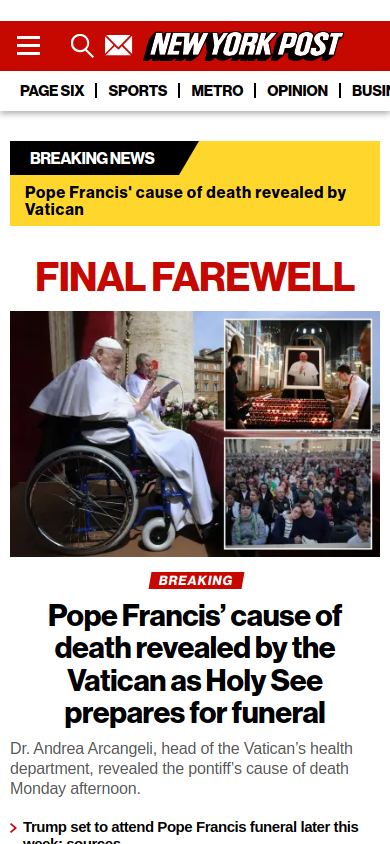 NEW YORK POST
PAGE SIX
SPORTS
METRO
OPINION
BUSIN
BREAKING NEWS
Pope Francis' cause of death revealed by
Vatican
FINAL FAREWELL
BREAKING
Pope Francis’ cause of
death revealed by the
Vatican as Holy See
prepares for funeral
Dr. Andrea Arcangeli, head of the Vatican’s health
department, revealed the pontiff’s cause of death
Monday afternoon.
Trump set to attend Pope Francis funeral later this
week: sources